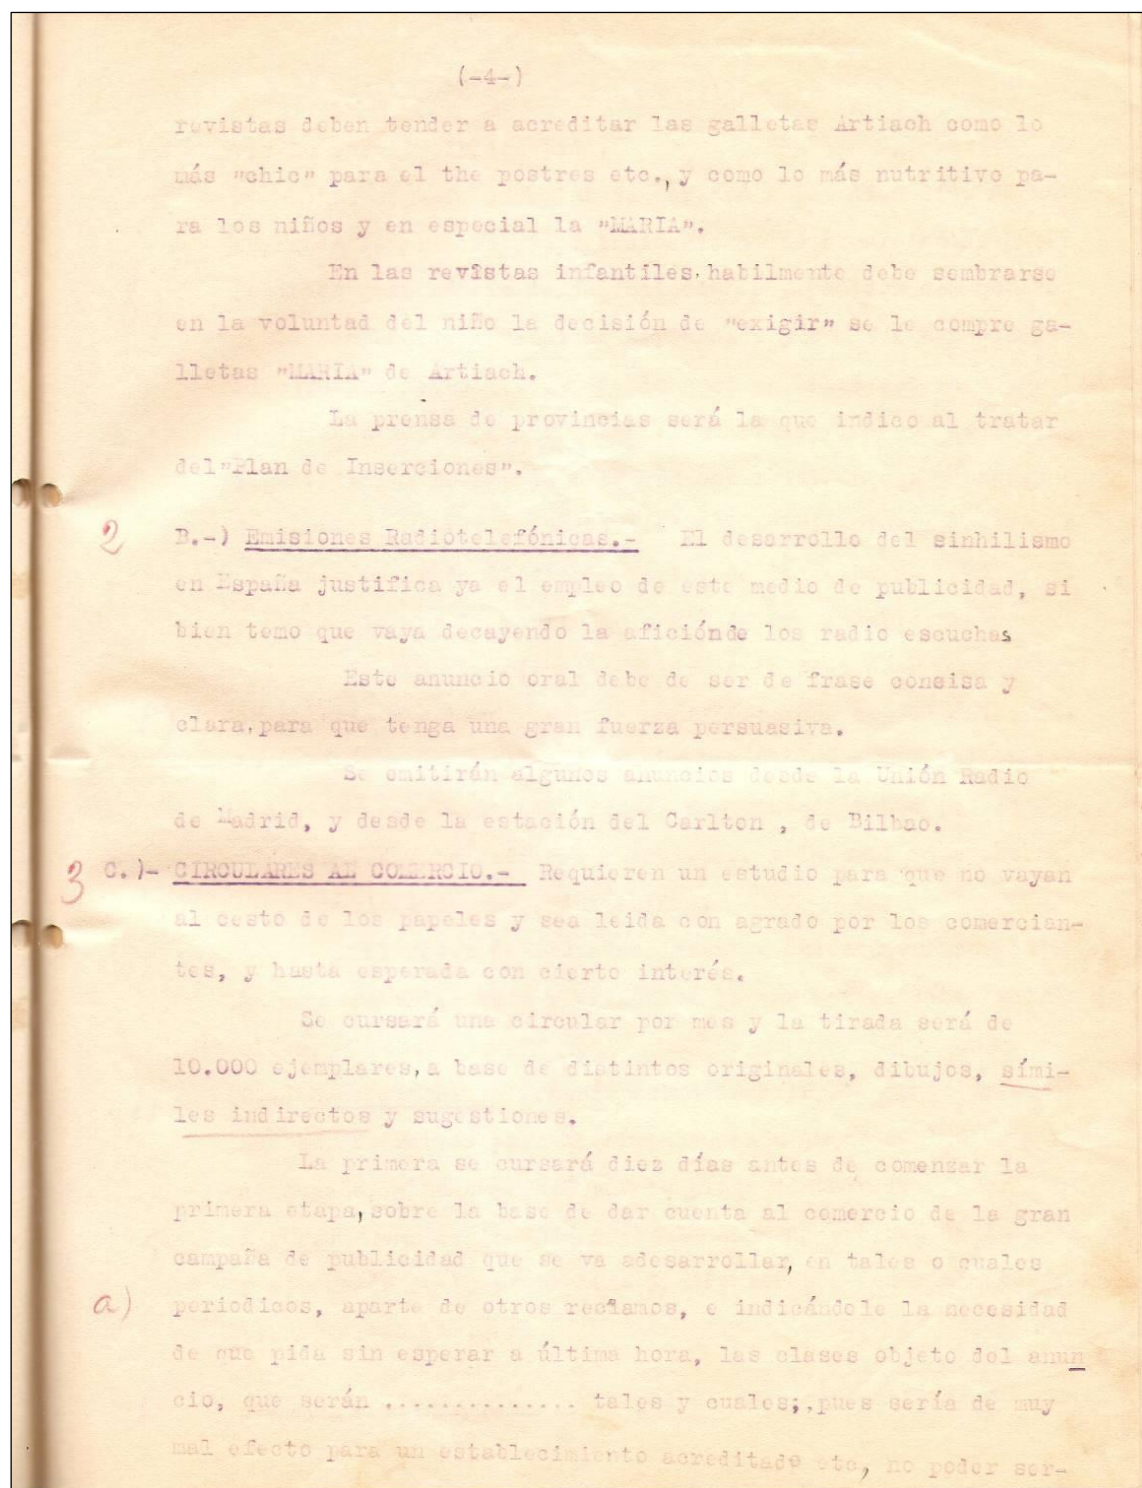 (-4-)
revistas deben tender a acreditar las galletas Artiach como lo
más "chic" para el the postres etc., y como lo más nutritivo pa-
ra los niños y en especial la "MARIA".
En las revistas infantiles, habilmente debe sembrarse
en la voluntad del niño la decisión de "exigir" se le compre ga-
lletas "MARIA" de Artiach.
La prensa de provincias será la que indico al tratar
del"Plan de Inserciones".
2 B.-) Emisiones Radiotelefónicas.- El desarrollo del sinhilismo
en España justifica ya el empleo de este medio de publicidad, si
bien temo que vaya decayendo la aficiónde los radio escuchas
Este anuncio oral debe de ser de frase consisa y
clara,para que tenga una gran fuerza persuasiva.
Se emitirán algunos anuncios desde la Unión Radio
de Madrid, y desde la estación del Carlton , de Bilbao.
3 C.)- CIRCULARES AL COMERCIO.- Requieren un estudio para que no vayan
al cesto de los papeles y sea leida con agrado por los comercian-
tes, y hasta esperada con cierto interés.
Se cursará una circular por mes y la tirada será de
10.000 ejemplares,a base de distintos originales, dibujos, sími-
les indirectos y sugestiones.
La primera se cursará diez días antes de comenzar la
primera etapa,sobre la base de dar cuenta al comercio de la gran
campaña de publicidad que se va adesarrollar, en tales o cuales
a) periodicos, aparte de otros reclamos, e indicándole la necesidad
de que pida sin esperar a última hora, las clases objeto del anun
cio, que serán .............. tales y cuales;,pues sería de muy
mal efecto para un establecimiento acreditado etc, no poder ser-